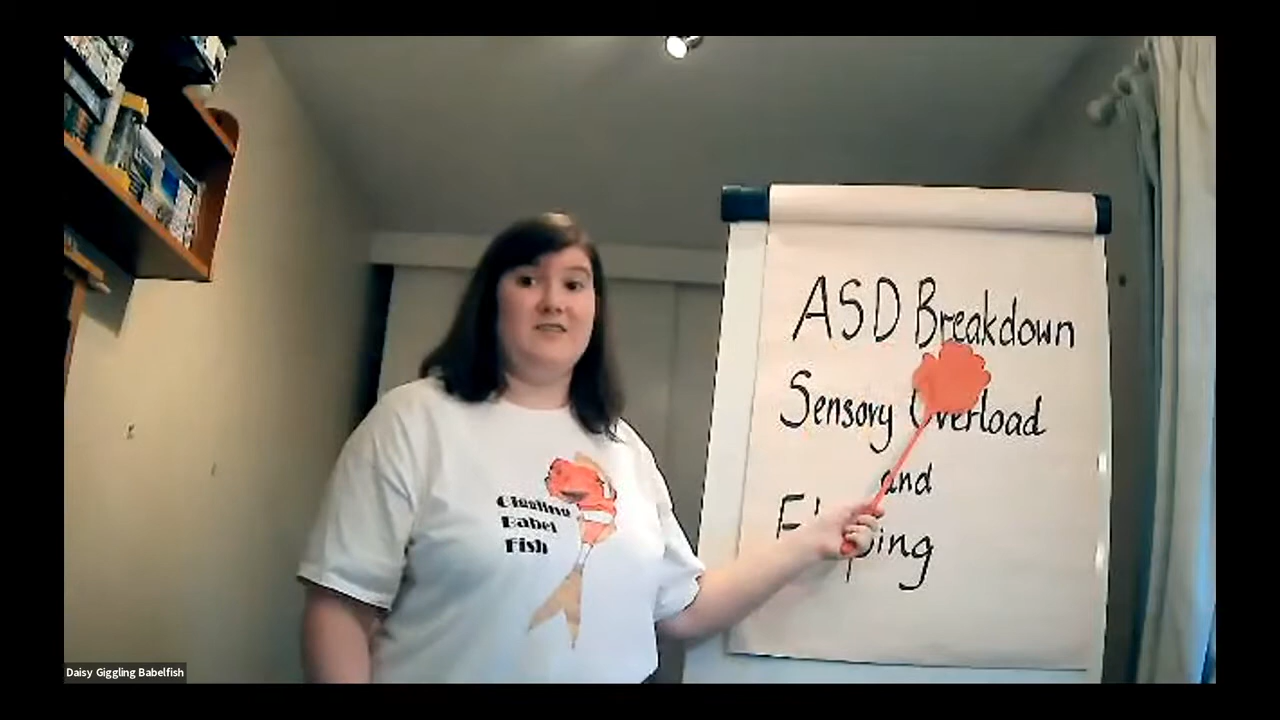 ASD Breakdown
Sensory Overload
and
Giggling
Babel
Fish
Daisy Giggling Babelfish